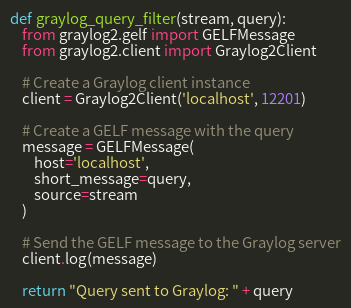 def graylog_query_filter(stream, query):
from graylog2.gelf import GELFMessage
from graylog2.client import Graylog2Client
# Create a Graylog client instance
client = Graylog2Client('localhost', 12201)
# Create a GELF message with the query
message = GELFMessage(
host='localhost',
short_message=query,
source=stream
)
# Send the GELF message to the Graylog server
client.log(message)
return "Query sent to Graylog: " + query